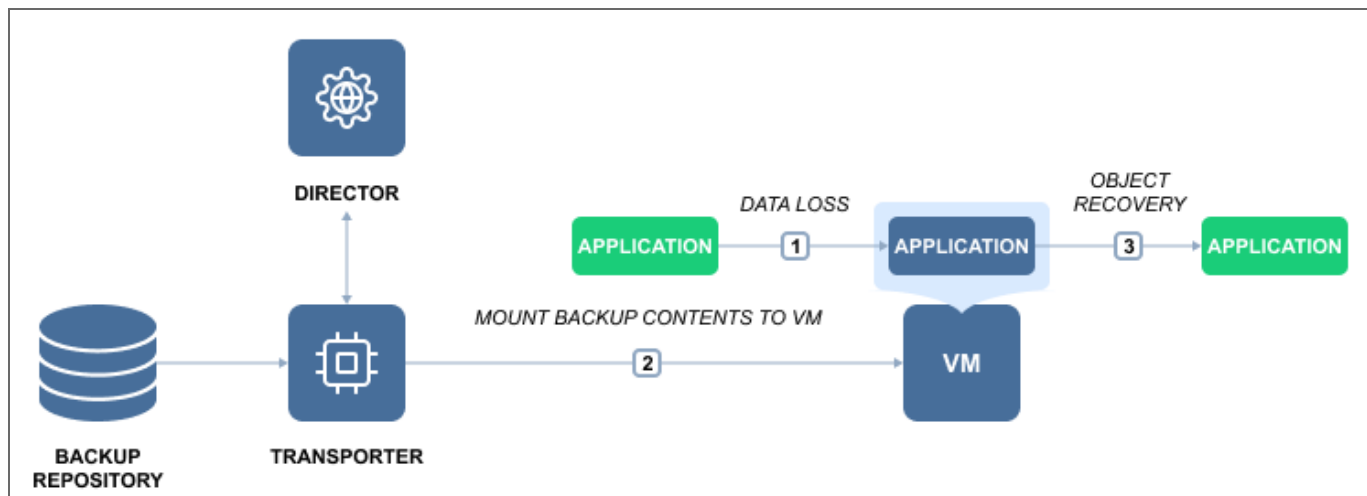 DIRECTOR
DATA LOSS
OBJECT
RECOVERY
APPLICATION
1
APPLICATION
3
APPLICATION
MOUNT BACKUP CONTENTS TO VM
2
VM
BACKUP
REPOSITORY
TRANSPORTER